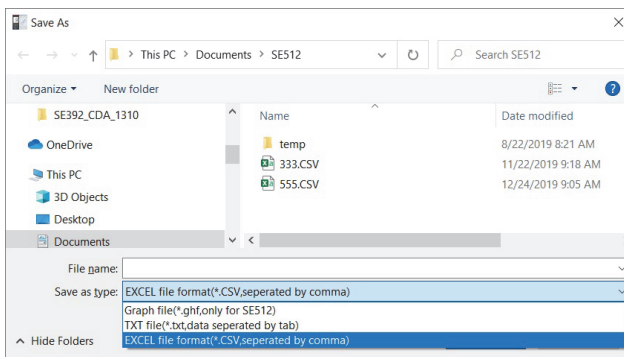 Save As
This PC > Documents > SE512
Search SE512
Organize
New folder
SE392_CDA_1310
OneDrive
This PC
3D Objects
Desktop
Documents
Name
Date modified
temp
8/22/2019 8:21 AM
333.CSV
11/22/2019 9:18 AM
555.CSV
12/24/2019 9:05 AM
File name:
Save as type: EXCEL file format(*.CSV,seperated by comma)
Graph file(*.ghf,only for SE512)
TXT file(*.txt,data seperated by tab)
EXCEL file format(*.CSV,seperated by comma)
Hide Folders